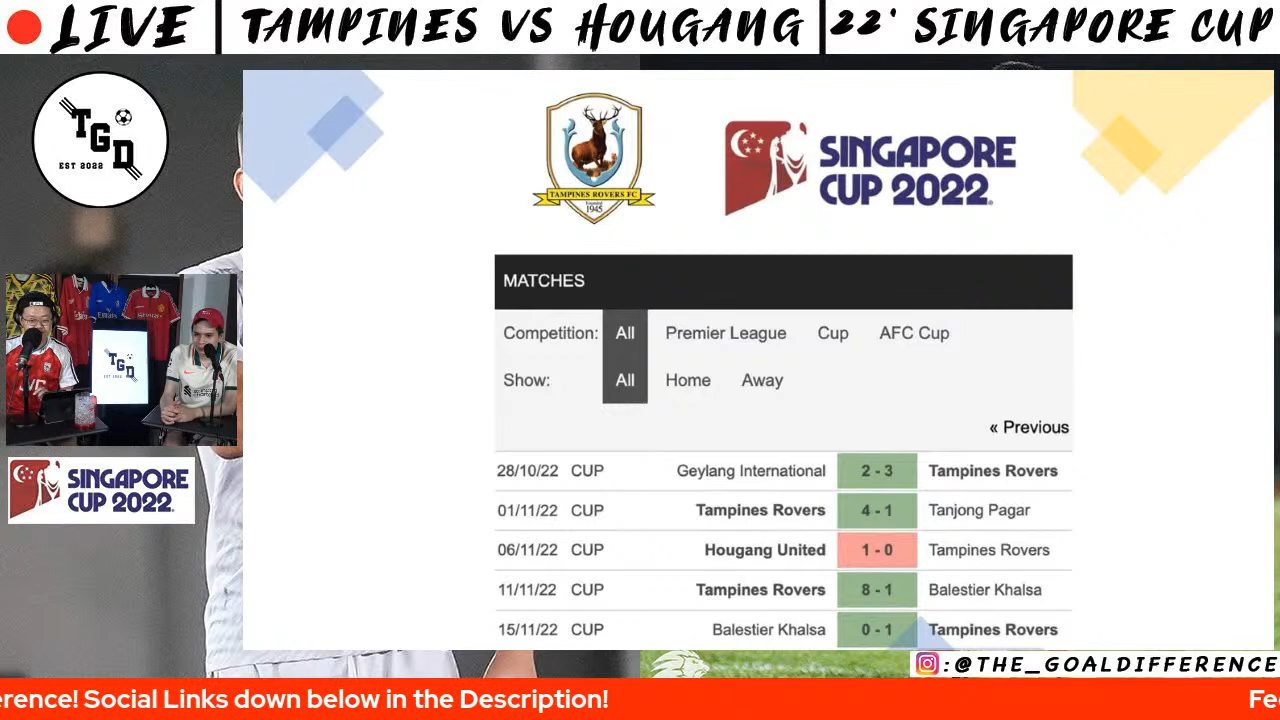 LIVE
TAMPINES VS HOUGANG
22' SINGAPORE CUP
TGD
EST 2022
TAMPINES ROVERS FC
Founded
1945
SINGAPORE
CUP 2022
MATCHES
Competition: All Premier League Cup AFC Cup
Show: All Home Away
« Previous
28/10/22 CUP Geylang International 2 - 3 Tampines Rovers
01/11/22 CUP Tampines Rovers 4 - 1 Tanjong Pagar
06/11/22 CUP Hougang United 1 - 0 Tampines Rovers
11/11/22 CUP Tampines Rovers 8 - 1 Balestier Khalsa
15/11/22 CUP Balestier Khalsa 0 - 1 Tampines Rovers
TGD
SINGAPORE
CUP 2022
:@THE_GOALDIFFERENCE
erence! Social Links down below in the Description!
Fe